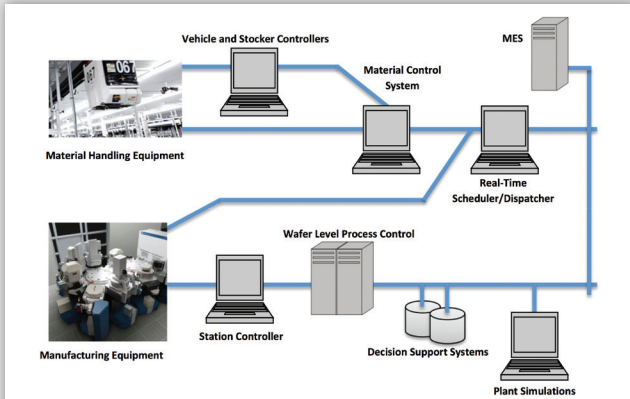 Vehicle and Stocker Controllers
MES
Material Control
System
067
Material Handling Equipment
Real-Time
Scheduler/Dispatcher
Wafer Level Process Control
Station Controller
Manufacturing Equipment
Decision Support Systems
Plant Simulations